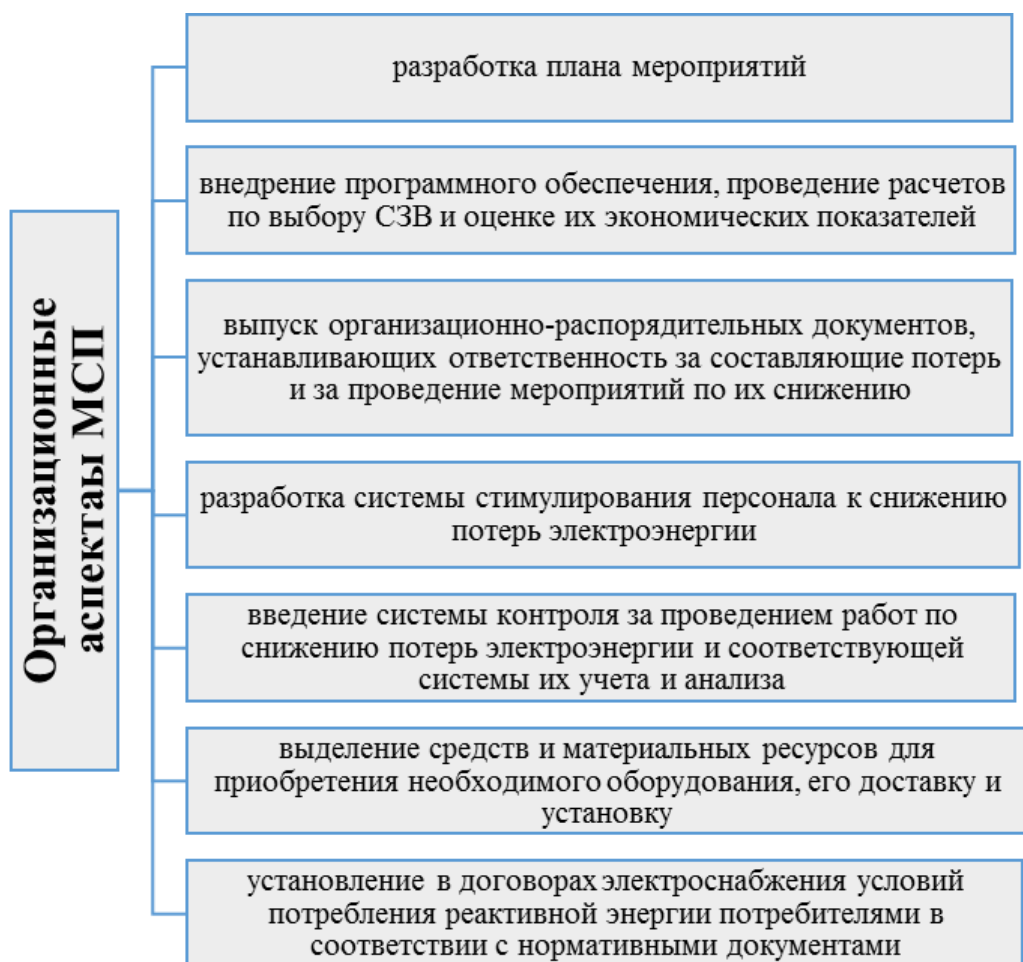 Организационные
аспектаы МСП
разработка плана мероприятий
внедрение программного обеспечения, проведение расчетов
по выбору СЗВ и оценке их экономических показателей
выпуск организационно-распорядительных документов,
устанавливающих ответственность за составляющие потерь
и за проведение мероприятий по их снижению
разработка системы стимулирования персонала к снижению
потерь электроэнергии
введение системы контроля за проведением работ по
снижению потерь электроэнергии и соответствующей
системы их учета и анализа
выделение средств и материальных ресурсов для
приобретения необходимого оборудования, его доставку и
установку
установление в договорах электроснабжения условий
потребления реактивной энергии потребителями в
соответствии с нормативными документами